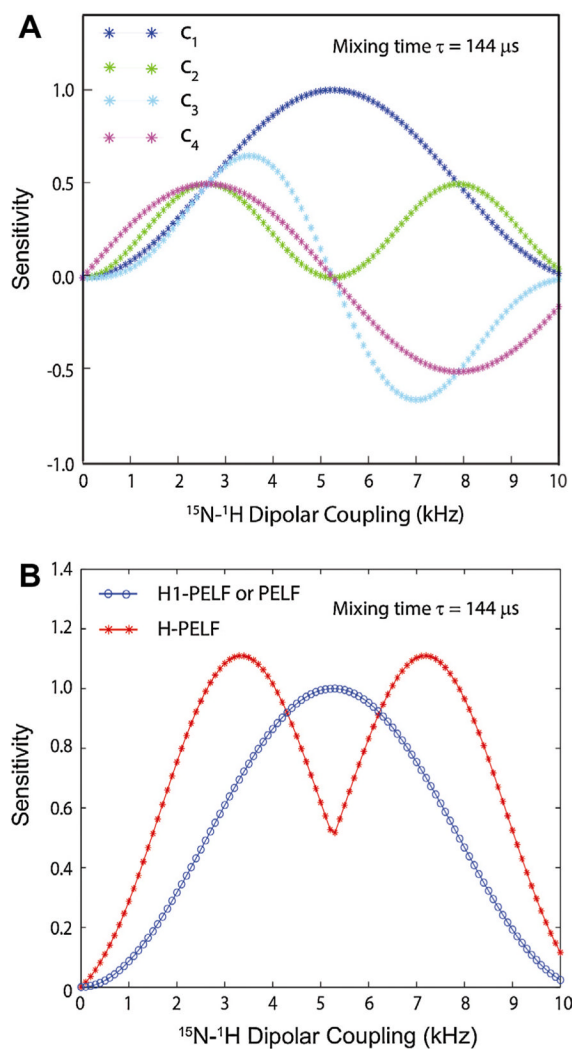 A
C₁
C₂
C₃
C₄
Mixing time τ = 144 μs
1.0
0.5
0.0
-0.5
-1.0
Sensitivity
0 1 2 3 4 5 6 7 8 9 10
¹⁵N-¹H Dipolar Coupling (kHz)
B
H1-PELF or PELF
H-PELF
Mixing time τ = 144 μs
1.4
1.2
1.0
0.8
0.6
0.4
0.2
0
Sensitivity
0 1 2 3 4 5 6 7 8 9 10
¹⁵N-¹H Dipolar Coupling (kHz)